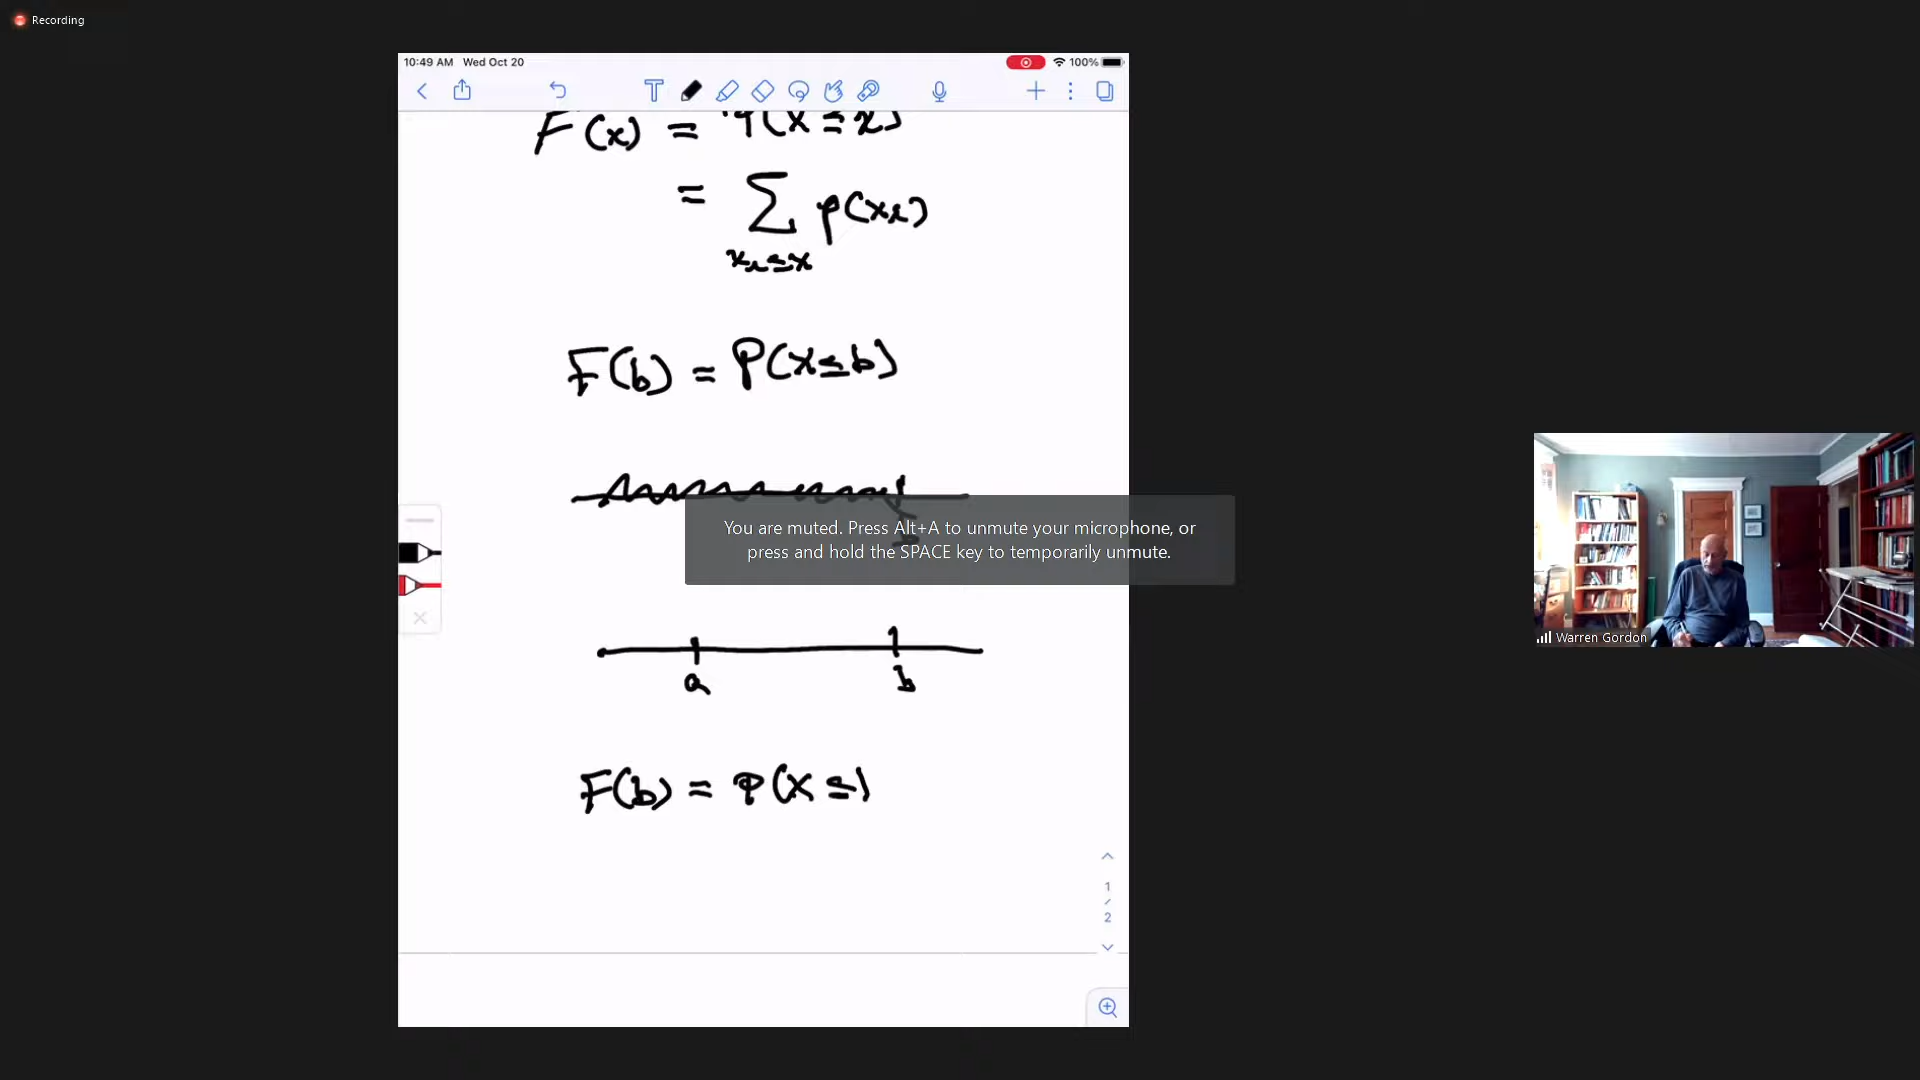 Recording
10:49 AM Wed Oct 20
100%
T
F(x) = P(X ≤ x)
= Σ p(xi)
xi ≤ x
F(b) = P(X ≤ b)
You are muted. Press Alt+A to unmute your microphone, or
press and hold the SPACE key to temporarily unmute.
Warren Gordon
a b
F(b) = P(X ≤ )
1
/
2